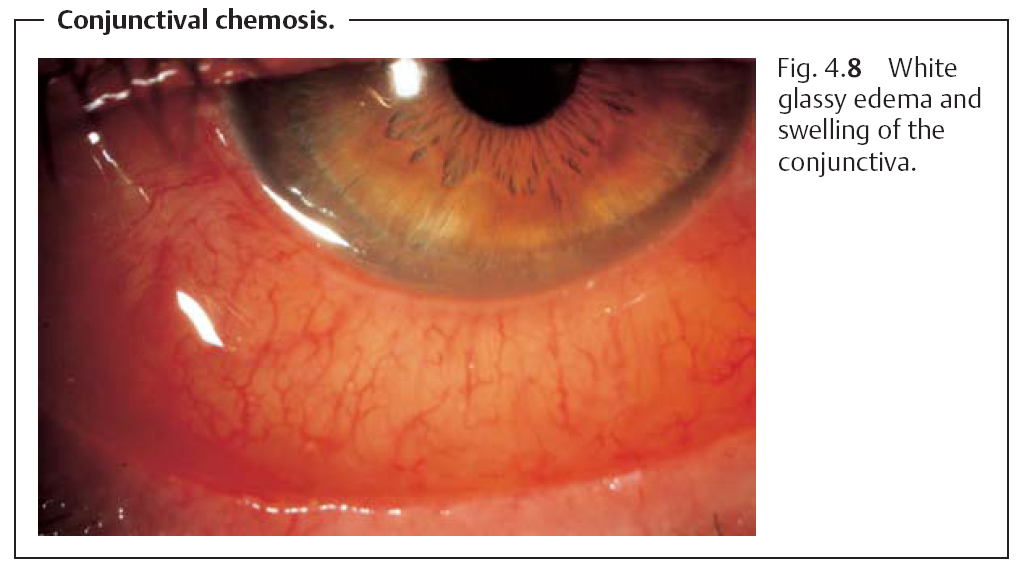 Conjunctival chemosis.
Fig. 4.8 White
glassy edema and
swelling of the
conjunctiva.